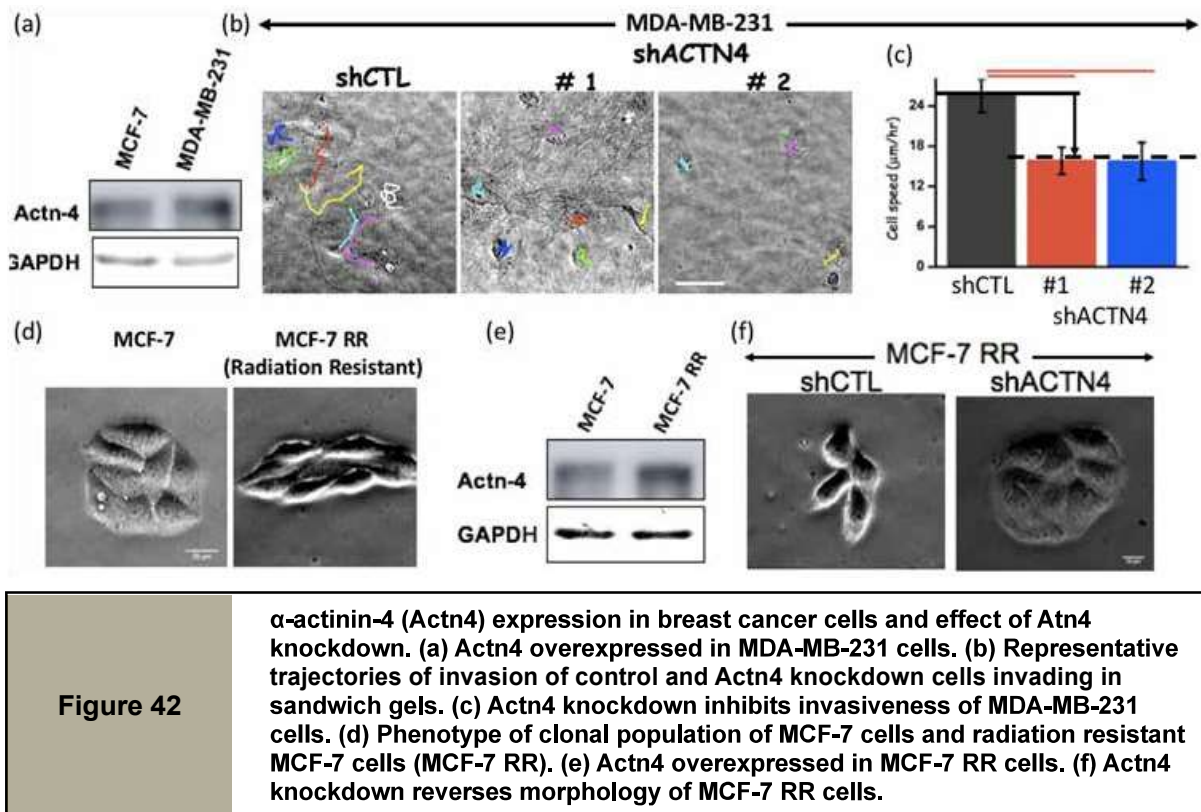 (a)
MCF-7
MDA-MB-231
Actn-4
GAPDH
(b)
MDA-MB-231
shACTN4
shCTL
# 1
# 2
(c)
Cell speed (μm/hr)
24
18
12
6
0
shCTL
#1
#2
shACTN4
(d)
MCF-7
MCF-7 RR
(Radiation Resistant)
(e)
MCF-7
MCF-7 RR
Actn-4
GAPDH
(f)
MCF-7 RR
shCTL
shACTN4
Figure 42
α-actinin-4 (Actn4) expression in breast cancer cells and effect of Atn4
knockdown. (a) Actn4 overexpressed in MDA-MB-231 cells. (b) Representative
trajectories of invasion of control and Actn4 knockdown cells invading in
sandwich gels. (c) Actn4 knockdown inhibits invasiveness of MDA-MB-231
cells. (d) Phenotype of clonal population of MCF-7 cells and radiation resistant
MCF-7 cells (MCF-7 RR). (e) Actn4 overexpressed in MCF-7 RR cells. (f) Actn4
knockdown reverses morphology of MCF-7 RR cells.